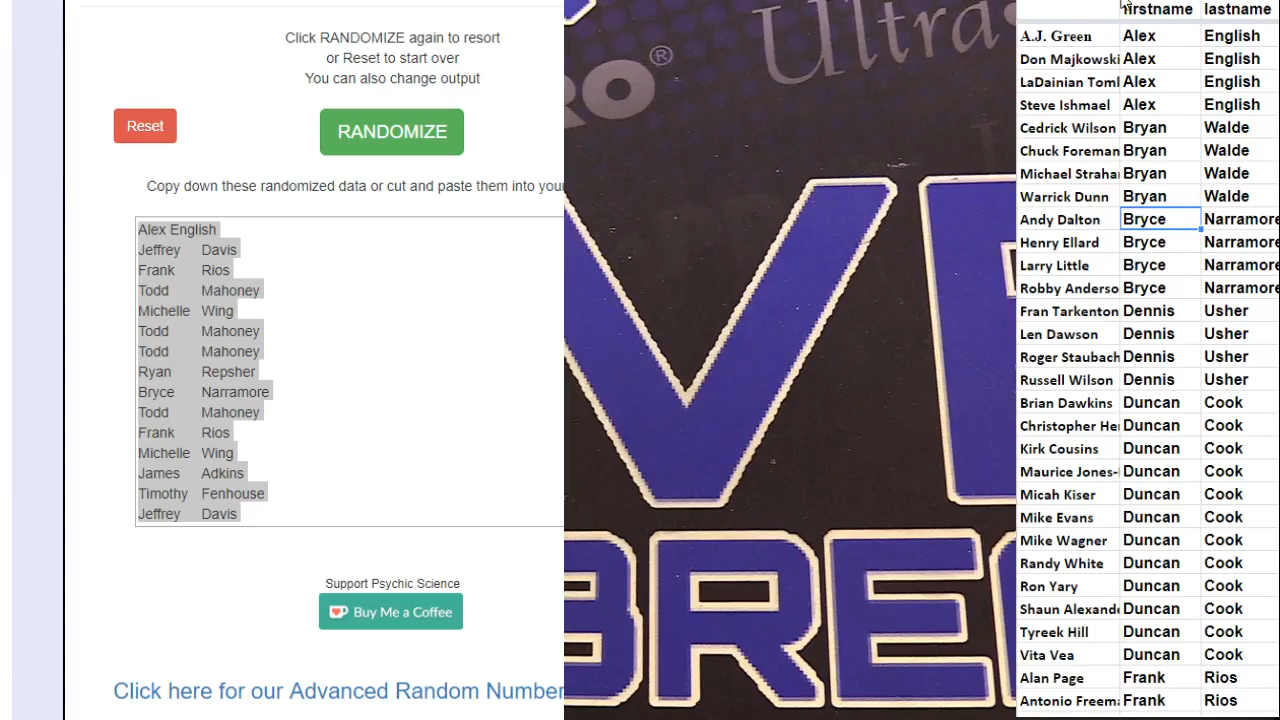 Click RANDOMIZE again to resort
or Reset to start over
You can also change output
Reset
RANDOMIZE
Copy down these randomized data or cut and paste them into your
Alex English
Jeffrey Davis
Frank Rios
Todd Mahoney
Michelle Wing
Todd Mahoney
Todd Mahoney
Ryan Repsher
Bryce Narramore
Todd Mahoney
Frank Rios
Michelle Wing
James Adkins
Timothy Fenhouse
Jeffrey Davis
Support Psychic Science
Buy Me a Coffee
Click here for our Advanced Random Number
Ultra
RO®
V
BRE
firstname lastname
A.J. Green Alex English
Don Majkowski Alex English
LaDainian Toml Alex English
Steve Ishmael Alex English
Cedrick Wilson Bryan Walde
Chuck Foreman Bryan Walde
Michael Straha Bryan Walde
Warrick Dunn Bryan Walde
Andy Dalton Bryce Narramore
Henry Ellard Bryce Narramore
Larry Little Bryce Narramore
Robby Anderso Bryce Narramore
Fran Tarkenton Dennis Usher
Len Dawson Dennis Usher
Roger Staubach Dennis Usher
Russell Wilson Dennis Usher
Brian Dawkins Duncan Cook
Christopher He Duncan Cook
Kirk Cousins Duncan Cook
Maurice Jones- Duncan Cook
Micah Kiser Duncan Cook
Mike Evans Duncan Cook
Mike Wagner Duncan Cook
Randy White Duncan Cook
Ron Yary Duncan Cook
Shaun Alexande Duncan Cook
Tyreek Hill Duncan Cook
Vita Vea Duncan Cook
Alan Page Frank Rios
Antonio Freema Frank Rios